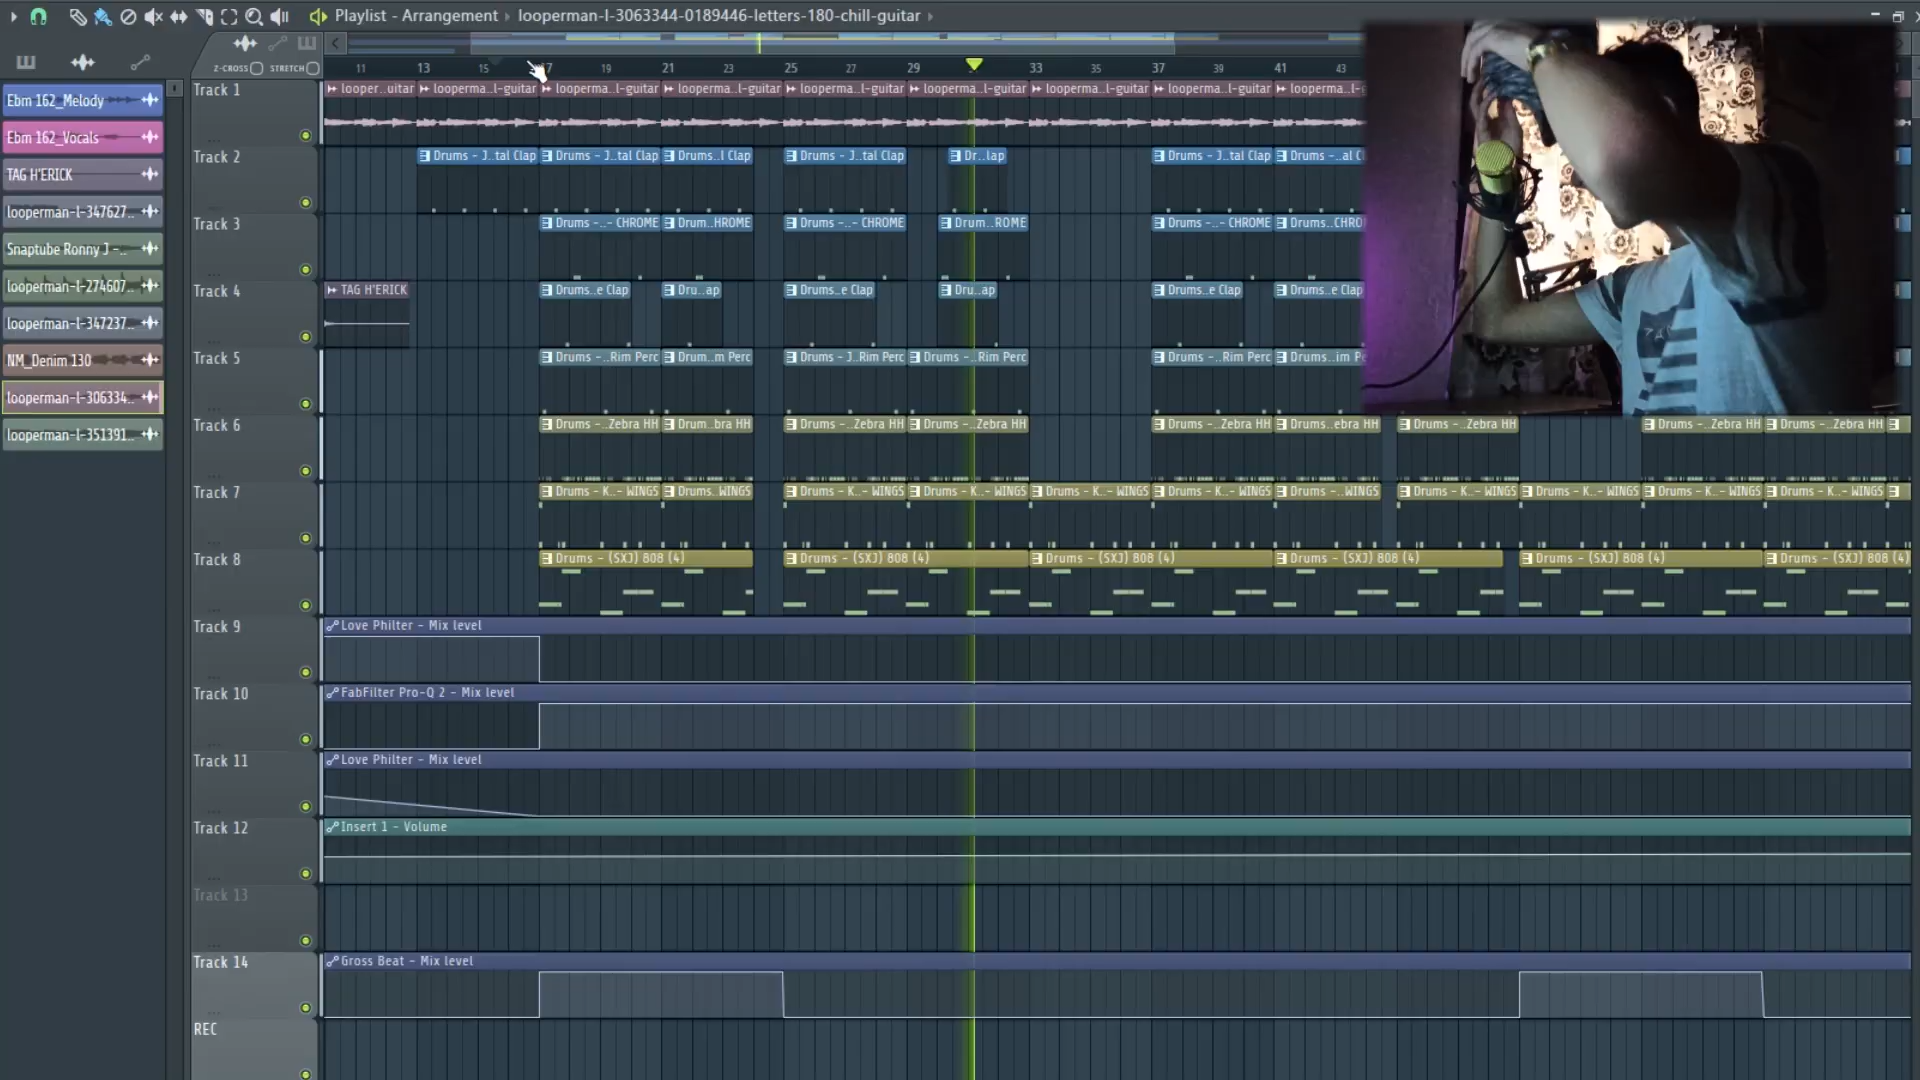 Playlist - Arrangement › looperman-l-3063344-0189446-letters-180-chill-guitar ›
Z-CROSS STRETCH
11 13 15 17 19 21 23 25 27 29 33 35 37 39 41 43
Ebm 162_Melody
Ebm 162_Vocals
TAG H'ERICK
looperman-l-347627..
Snaptube Ronny J -..
looperman-l-274607..
looperman-l-347237..
NM_Denim 130
looperman-l-306334..
looperman-l-351391..
Track 1
looper..uitar looperma..l-guitar looperma..l-guitar looperma..l-guitar looperma..l-guitar looperma..l-guitar looperma..l-guitar looperma..l-guitar looperma..l-g
Track 2
Drums - J..tal Clap Drums - J..tal Clap Drums..l Clap Drums - J..tal Clap Dr..lap Drums - J..tal Clap Drums -..al C
Track 3
Drums -..- CHROME Drum..HROME Drums -..- CHROME Drum..ROME Drums -..- CHROME Drums..CHRO
Track 4
TAG H'ERICK Drums..e Clap Dru..ap Drums..e Clap Dru..ap Drums..e Clap Drums..e Clap
Track 5
Drums -..Rim Perc Drum..m Perc Drums - J..Rim Perc Drums -..Rim Perc Drums -..Rim Perc Drums..im P
Track 6
Drums -..Zebra HH Drum..bra HH Drums -..Zebra HH Drums -..Zebra HH Drums -..Zebra HH Drums..ebra HH Drums -..Zebra HH Drums -..Zebra HH Drums -..Zebra HH
Track 7
Drums - K..- WINGS Drums..WINGS Drums - K..- WINGS Drums - K..- WINGS Drums - K..- WINGS Drums - K..- WINGS Drums -..WINGS Drums - K..- WINGS Drums - K..- WINGS Drums - K..- WINGS Drums - K..- WINGS
Track 8
Drums - (SXJ) 808 (4) Drums - (SXJ) 808 (4) Drums - (SXJ) 808 (4) Drums - (SXJ) 808 (4) Drums - (SXJ) 808 (4) Drums - (SXJ) 808 (4)
Track 9
Love Philter - Mix level
Track 10
FabFilter Pro-Q 2 - Mix level
Track 11
Love Philter - Mix level
Track 12
Insert 1 - Volume
Track 13
Track 14
Gross Beat - Mix level
REC